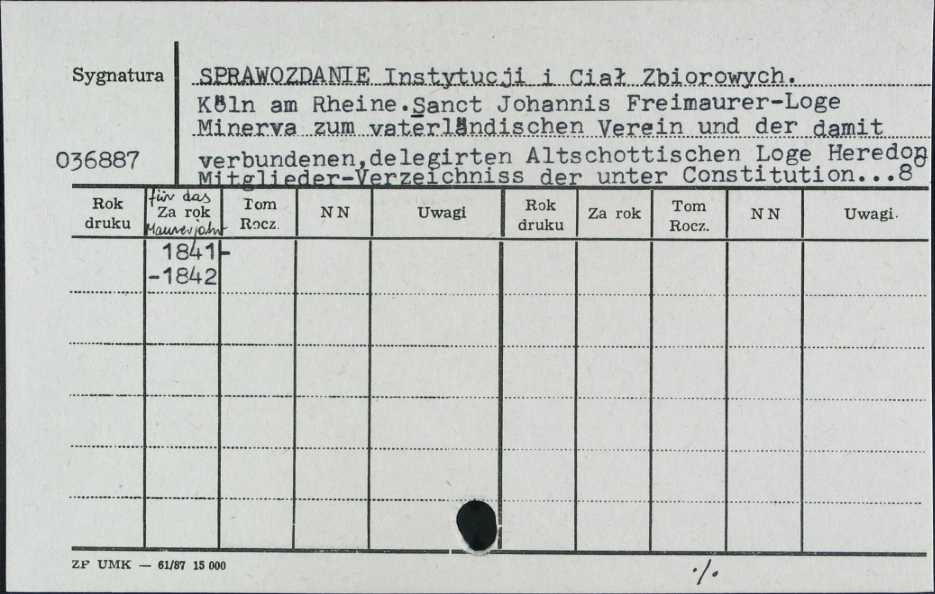 Sygnatura
SPRAWOZDANIE Instytucji i Ciał Zbiorowych.
Köln am Rheine.Sanct Johannis Freimaurer-Loge
Minerva zum vaterländischen Verein und der damit
036887
verbundenen,delegirten Altschottischen Loge Heredon
Mitglieder-Verzeichniss der unter Constitution...8°
Rok druku
für das
Za rok
Maurerjahr
Tom Rocz.
N N
Uwagi
Rok druku
Za rok
Tom Rocz.
N N
Uwagi.
1841-
-1842
ZP UMK — 61/87 15 000
·/.